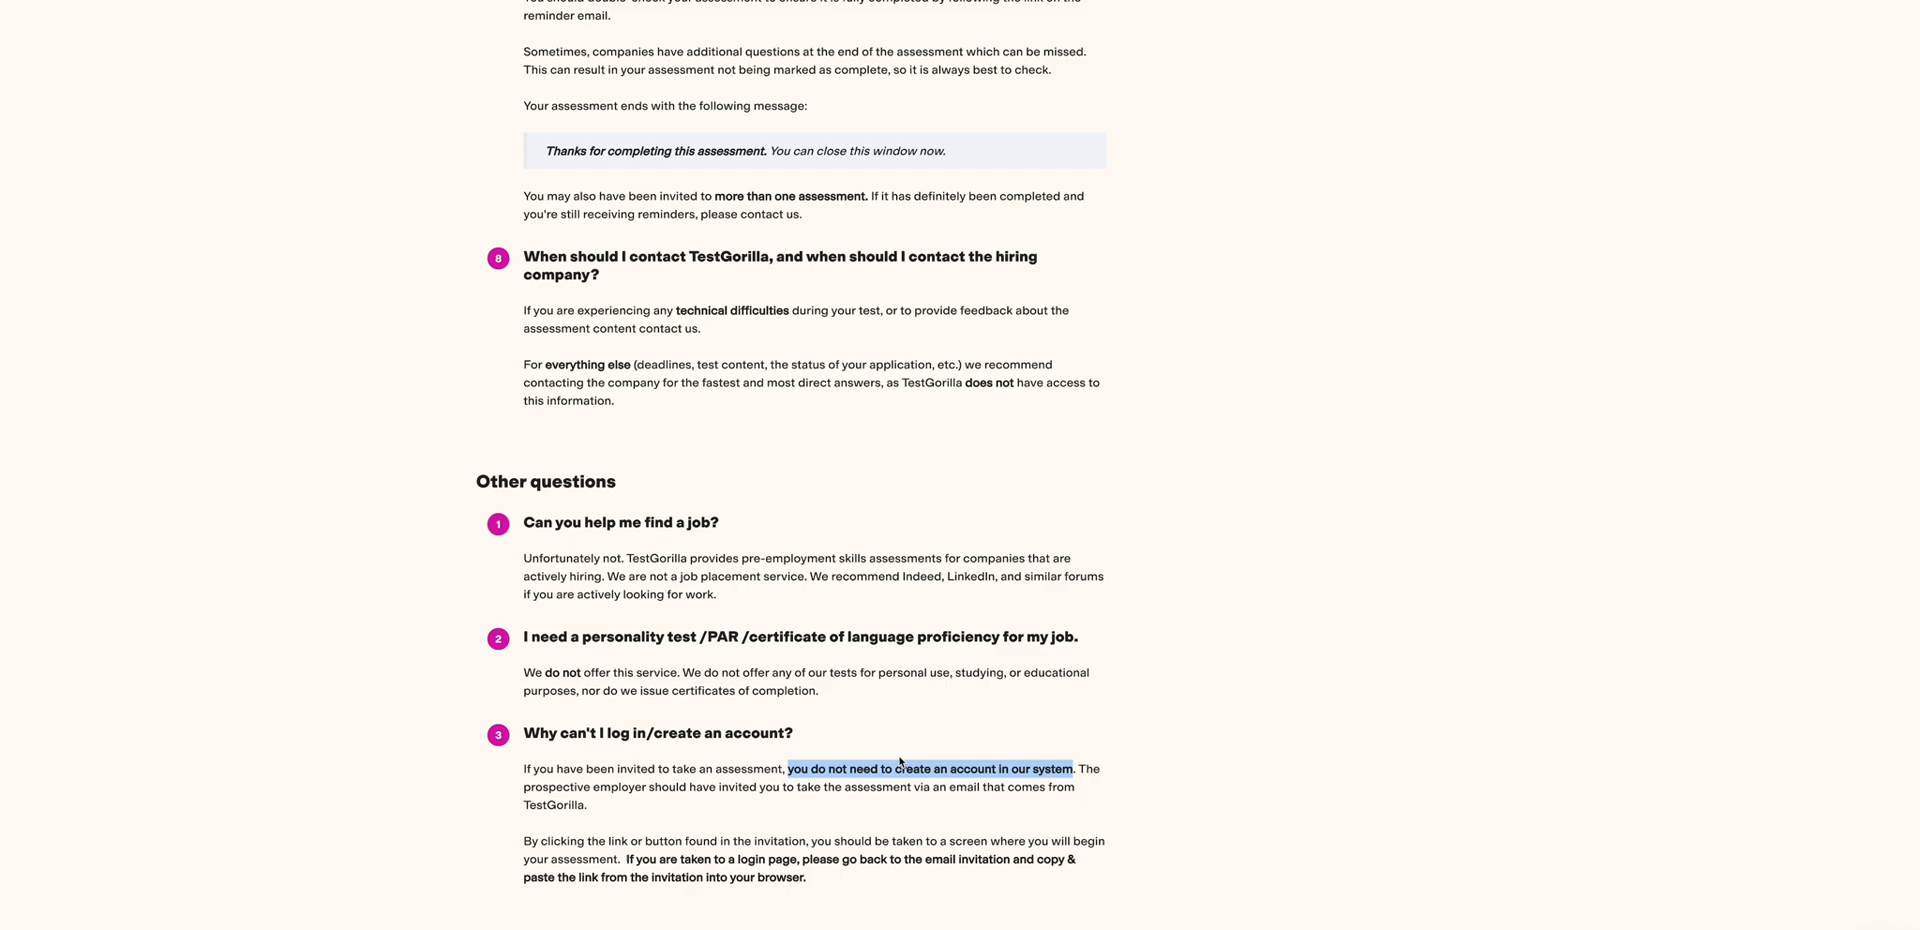 reminder email.
Sometimes, companies have additional questions at the end of the assessment which can be missed.
This can result in your assessment not being marked as complete, so it is always best to check.
Your assessment ends with the following message:
Thanks for completing this assessment. You can close this window now.
You may also have been invited to more than one assessment. If it has definitely been completed and
you're still receiving reminders, please contact us.
8 When should I contact TestGorilla, and when should I contact the hiring
company?
If you are experiencing any technical difficulties during your test, or to provide feedback about the
assessment content contact us.
For everything else (deadlines, test content, the status of your application, etc.) we recommend
contacting the company for the fastest and most direct answers, as TestGorilla does not have access to
this information.
Other questions
1 Can you help me find a job?
Unfortunately not. TestGorilla provides pre-employment skills assessments for companies that are
actively hiring. We are not a job placement service. We recommend Indeed, LinkedIn, and similar forums
if you are actively looking for work.
2 I need a personality test /PAR /certificate of language proficiency for my job.
We do not offer this service. We do not offer any of our tests for personal use, studying, or educational
purposes, nor do we issue certificates of completion.
3 Why can't I log in/create an account?
If you have been invited to take an assessment, you do not need to create an account in our system. The
prospective employer should have invited you to take the assessment via an email that comes from
TestGorilla.
By clicking the link or button found in the invitation, you should be taken to a screen where you will begin
your assessment. If you are taken to a login page, please go back to the email invitation and copy &
paste the link from the invitation into your browser.